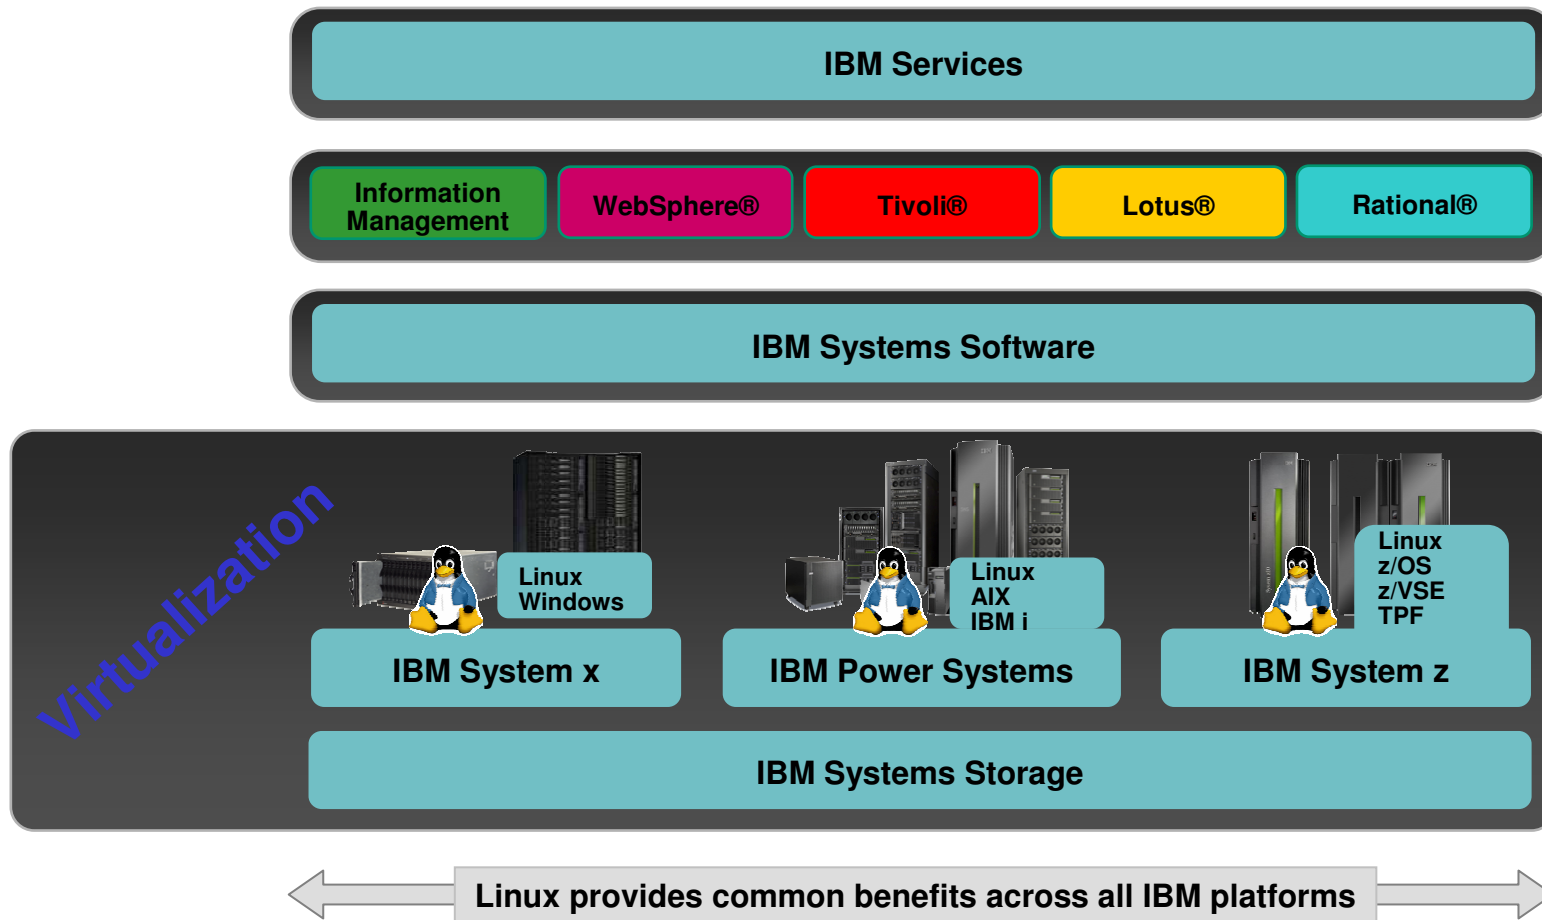 IBM Services
Information
Management
WebSphere®
Tivoli®
Lotus®
Rational®
IBM Systems Software
Virtualization
Linux
Windows
Linux
AIX
IBM i
Linux
z/OS
z/VSE
TPF
IBM System x
IBM Power Systems
IBM System z
IBM Systems Storage
Linux provides common benefits across all IBM platforms